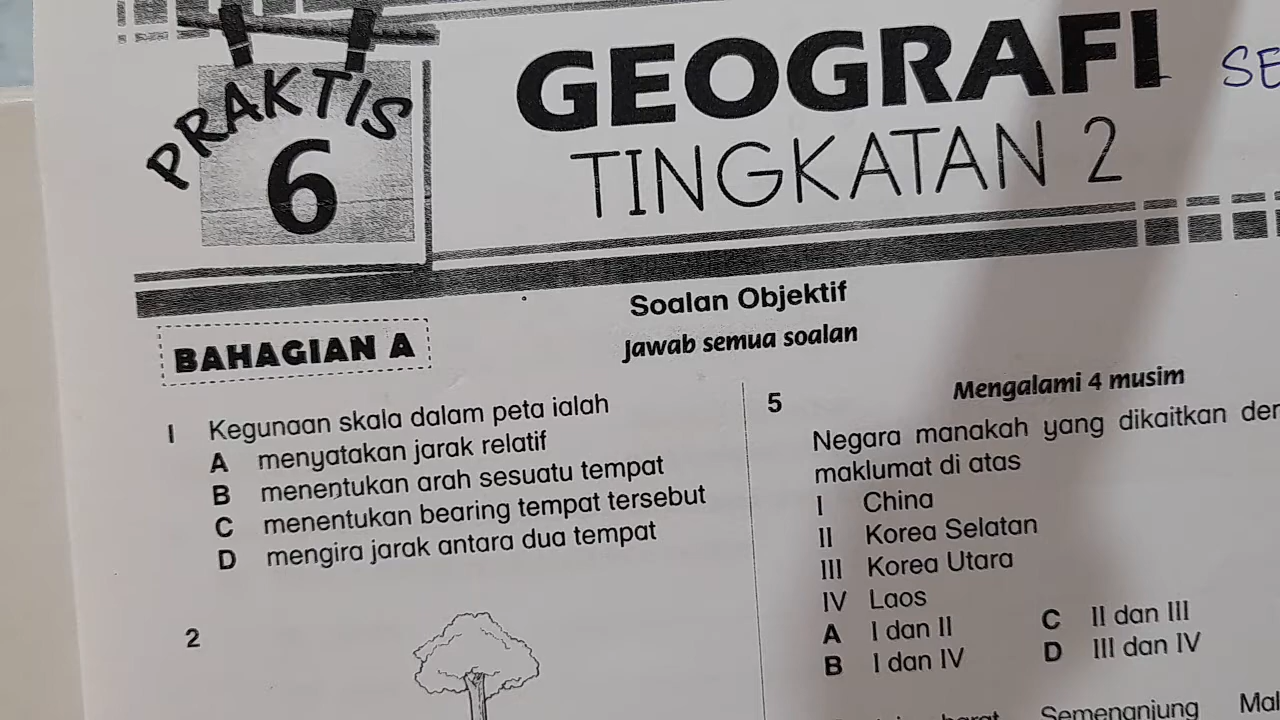 PRAKTIS
6
GEOGRAFI
TINGKATAN 2
SE
Soalan Objektif
Jawab semua soalan
BAHAGIAN A
1 Kegunaan skala dalam peta ialah
A menyatakan jarak relatif
B menentukan arah sesuatu tempat
C menentukan bearing tempat tersebut
D mengira jarak antara dua tempat
2
5 Mengalami 4 musim
Negara manakah yang dikaitkan
maklumat di atas
I China
II Korea Selatan
III Korea Utara
IV Laos
A I dan II C II dan III
B I dan IV D III dan IV
Semenanjung